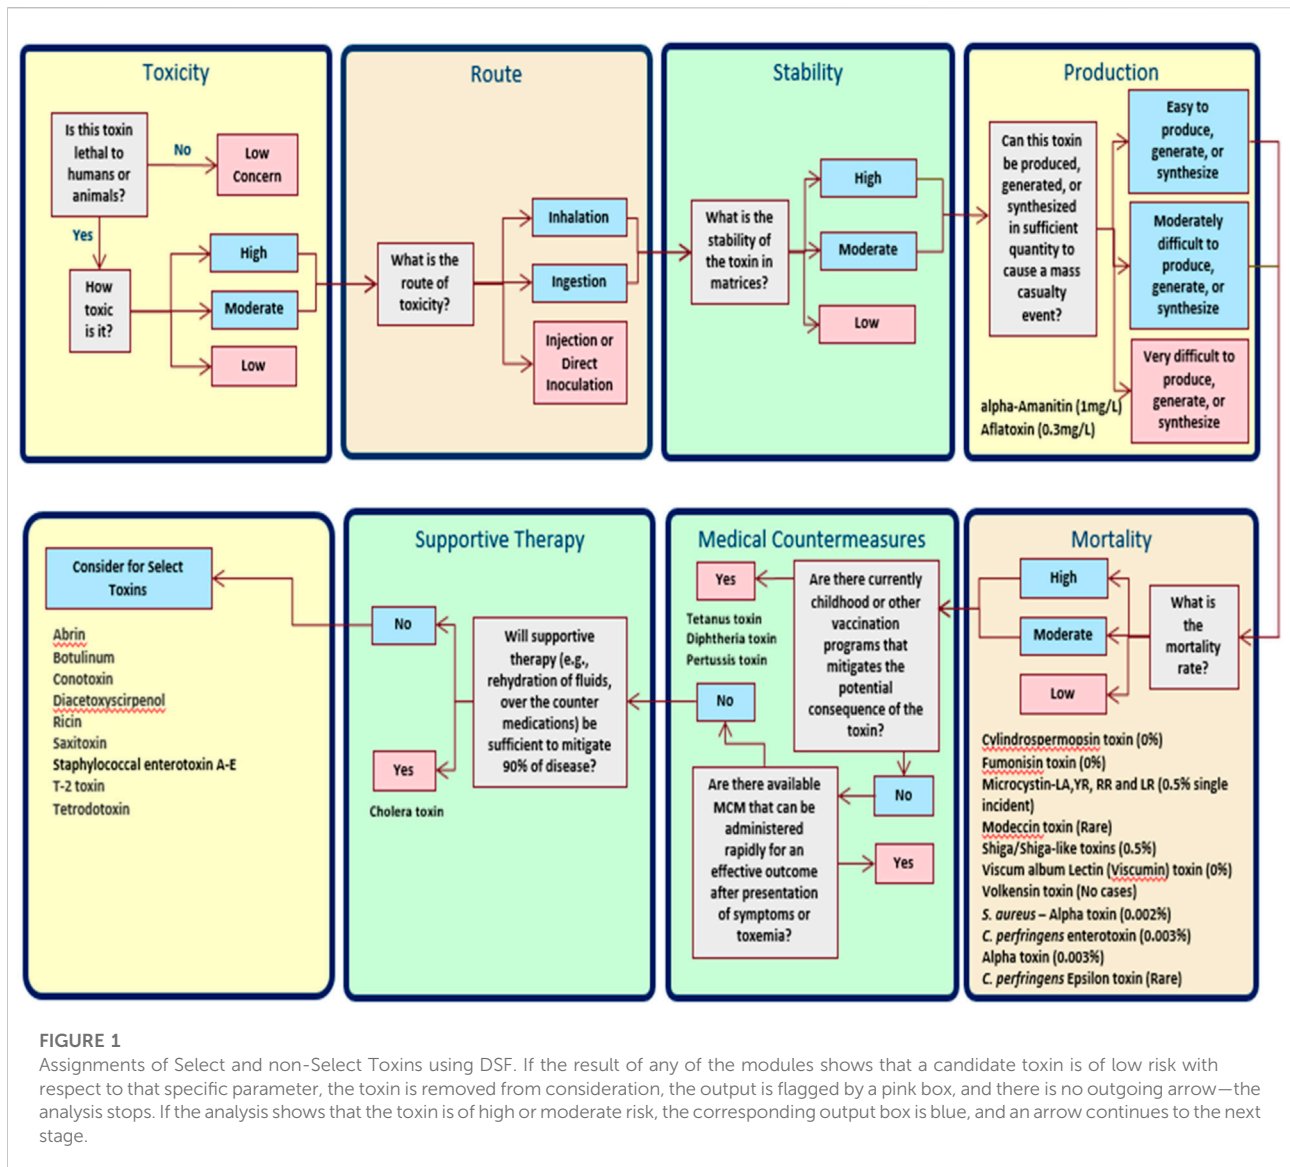 Toxicity
Is this toxin
lethal to
humans or
animals?
No
Low
Concern
Yes
How
toxic
is it?
High
Moderate
Low
Route
What is the
route of
toxicity?
Inhalation
Ingestion
Injection or
Direct
Inoculation
Stability
What is the
stability of
the toxin in
matrices?
High
Moderate
Low
Production
Can this toxin
be produced,
generated, or
synthesized
in sufficient
quantity to
cause a mass
casualty
event?
Easy to
produce,
generate, or
synthesize
Moderately
difficult to
produce,
generate, or
synthesize
Very difficult to
produce,
generate, or
synthesize
alpha-Amanitin (1mg/L)
Aflatoxin (0.3mg/L)
Consider for Select
Toxins
Abrin
Botulinum
Conotoxin
Diacetoxyscirpenol
Ricin
Saxitoxin
Staphylococcal enterotoxin A-E
T-2 toxin
Tetrodotoxin
Supportive Therapy
No
Yes
Cholera toxin
Will supportive
therapy (e.g.,
rehydration of fluids,
over the counter
medications) be
sufficient to mitigate
90% of disease?
Medical Countermeasures
Yes
Tetanus toxin
Diphtheria toxin
Pertussis toxin
No
Are there currently
childhood or other
vaccination
programs that
mitigates the
potential
consequence of the
toxin?
Are there available
MCM that can be
administered
rapidly for an
effective outcome
after presentation
of symptoms or
toxemia?
No
Yes
Mortality
High
Moderate
Low
What is
the
mortality
rate?
Cylindrospermopsin toxin (0%)
Fumonisin toxin (0%)
Microcystin-LA,YR, RR and LR (0.5% single
incident)
Modeccin toxin (Rare)
Shiga/Shiga-like toxins (0.5%)
Viscum album Lectin (Viscumin) toxin (0%)
Volkensin toxin (No cases)
S. aureus – Alpha toxin (0.002%)
C. perfringens enterotoxin (0.003%)
Alpha toxin (0.003%)
C. perfringens Epsilon toxin (Rare)
FIGURE 1
Assignments of Select and non-Select Toxins using DSF. If the result of any of the modules shows that a candidate toxin is of low risk with
respect to that specific parameter, the toxin is removed from consideration, the output is flagged by a pink box, and there is no outgoing arrow—the
analysis stops. If the analysis shows that the toxin is of high or moderate risk, the corresponding output box is blue, and an arrow continues to the next
stage.